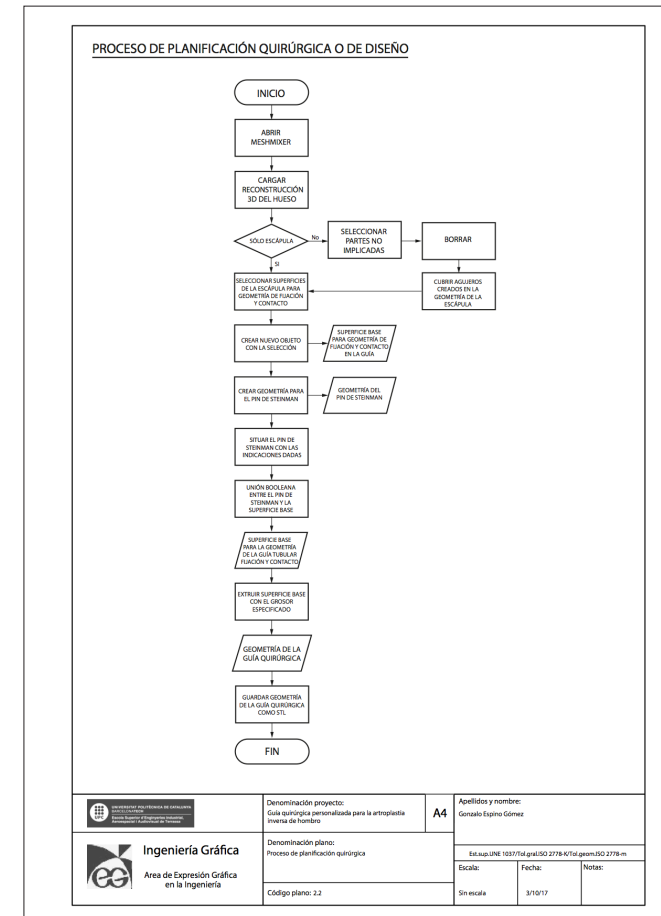 PROCESO DE PLANIFICACIÓN QUIRÚRGICA O DE DISEÑO
INICIO
ABRIR
MESHMIXER
CARGAR
RECONSTRUCCIÓN
3D DEL HUESO
SÓLO ESCÁPULA
No
SELECCIONAR
PARTES NO
IMPLICADAS
BORRAR
SI
SELECCIONAR SUPERFICIES
DE LA ESCÁPULA PARA
GEOMETRÍA DE FIJACIÓN
Y CONTACTO
CUBRIR AGUJEROS
CREADOS EN LA
GEOMETRÍA DE LA
ESCÁPULA
CREAR NUEVO OBJETO
CON LA SELECCIÓN
SUPERFICIE BASE
PARA GEOMETRÍA DE
FIJACIÓN Y CONTACTO
EN LA GUÍA
CREAR GEOMETRÍA PARA
EL PIN DE STEINMAN
GEOMETRÍA DEL
PIN DE STEINMAN
SITUAR EL PIN DE
STEINMAN CON LAS
INDICACIONES DADAS
UNIÓN BOOLEANA
ENTRE EL PIN DE
STEINMAN Y LA
SUPERFICIE BASE
SUPERFICIE BASE
PARA LA GEOMETRÍA
DE LA GUÍA TUBULAR
FIJACIÓN Y CONTACTO
EXTRUIR SUPERFICIE BASE
CON EL GROSOR
ESPECIFICADO
GEOMETRÍA DE LA
GUÍA QUIRÚRGICA
GUARDAR GEOMETRÍA
DE LA GUÍA QUIRÚRGICA
COMO STL
FIN
UPC
UNIVERSITAT POLITÈCNICA DE CATALUNYA
BARCELONATECH
Escola Superior d'Enginyeries Industrial,
Aeroespacial i Audiovisual de Terrassa
Denominación proyecto:
Guía quirúrgica personalizada para la artroplastia
inversa de hombro
A4
Apellidos y nombre:
Gonzalo Espino Gómez
Ingeniería Gráfica
Area de Expresión Gráfica
en la Ingeniería
Denominación plano:
Proceso de planificación quirúrgica
Código plano: 2.2
Est.sup.UNE 1037/Tol.gral.ISO 2778-K/Tol.geom.ISO 2778-m
Escala:
Sin escala
Fecha:
3/10/17
Notas: